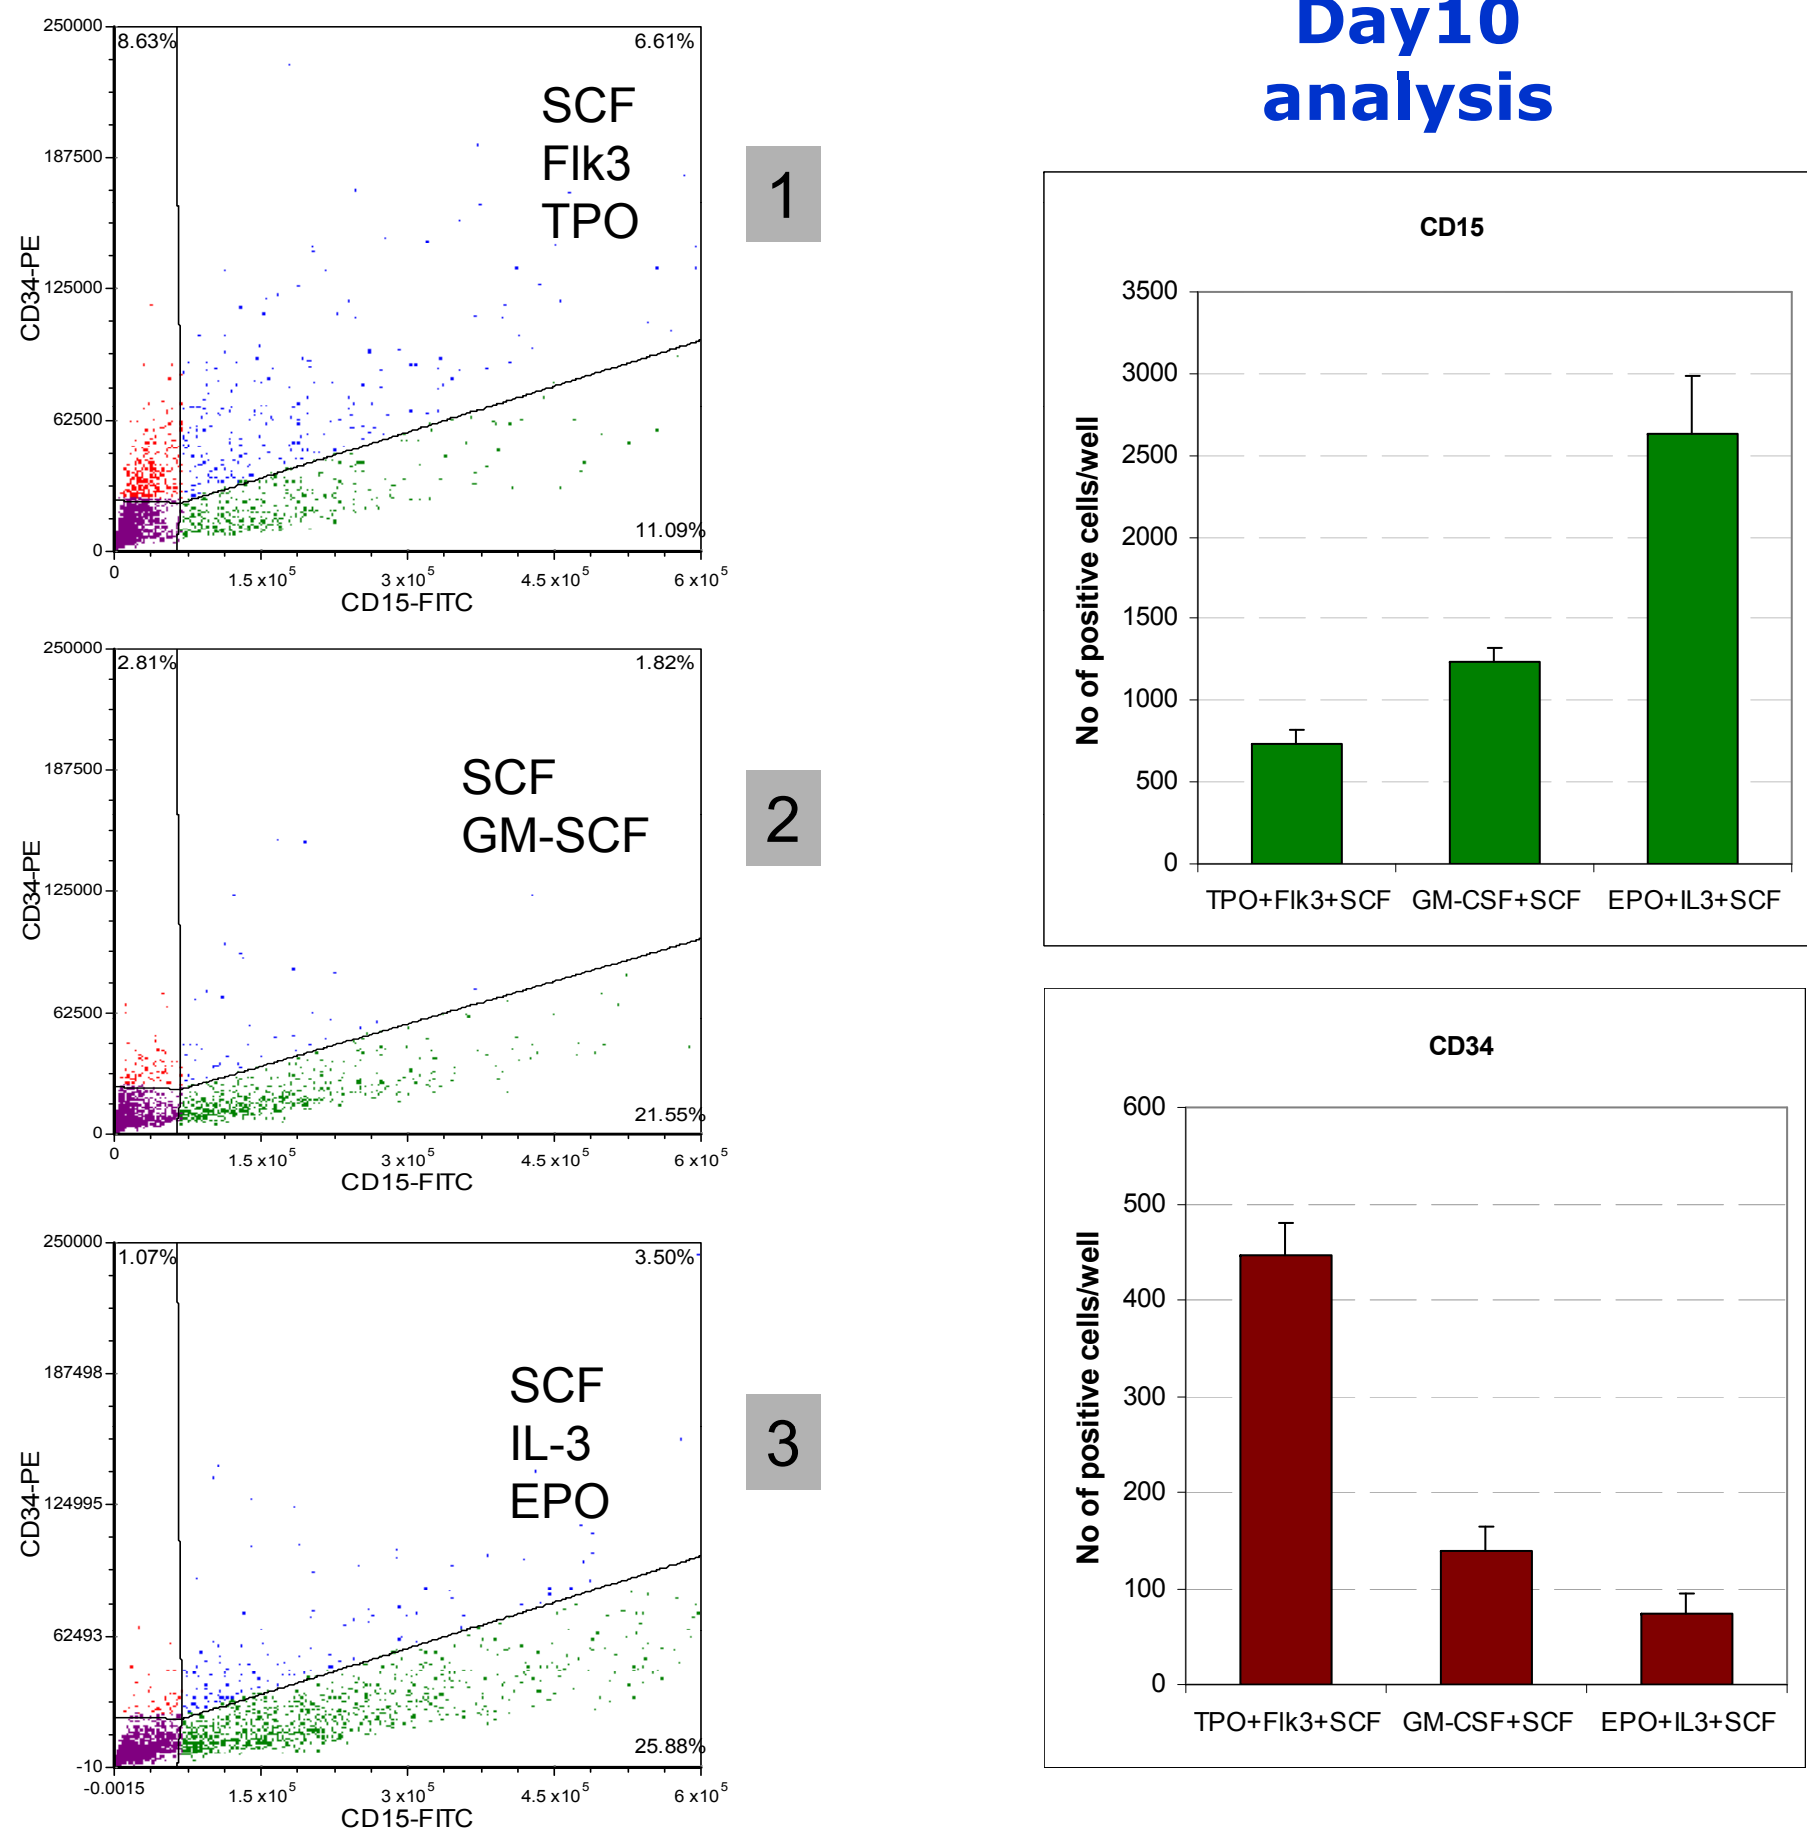 Day10
analysis
250000
187500
125000
62500
0
CD34-PE
8.63%
6.61%
SCF
Flk3
TPO
11.09%
0
1.5 x10^5
3 x10^5
4.5 x10^5
6 x10^5
CD15-FITC
1
250000
187500
125000
62500
0
CD34-PE
2.81%
1.82%
SCF
GM-SCF
21.55%
0
1.5 x10^5
3 x10^5
4.5 x10^5
6 x10^5
CD15-FITC
2
250000
187498
124995
62493
-10
CD34-PE
1.07%
3.50%
SCF
IL-3
EPO
25.88%
-0.0015
1.5 x10^5
3 x10^5
4.5 x10^5
6 x10^5
CD15-FITC
3
CD15
No of positive cells/well
3500
3000
2500
2000
1500
1000
500
0
TPO+Flk3+SCF GM-CSF+SCF EPO+IL3+SCF
CD34
No of positive cells/well
600
500
400
300
200
100
0
TPO+Flk3+SCF GM-CSF+SCF EPO+IL3+SCF